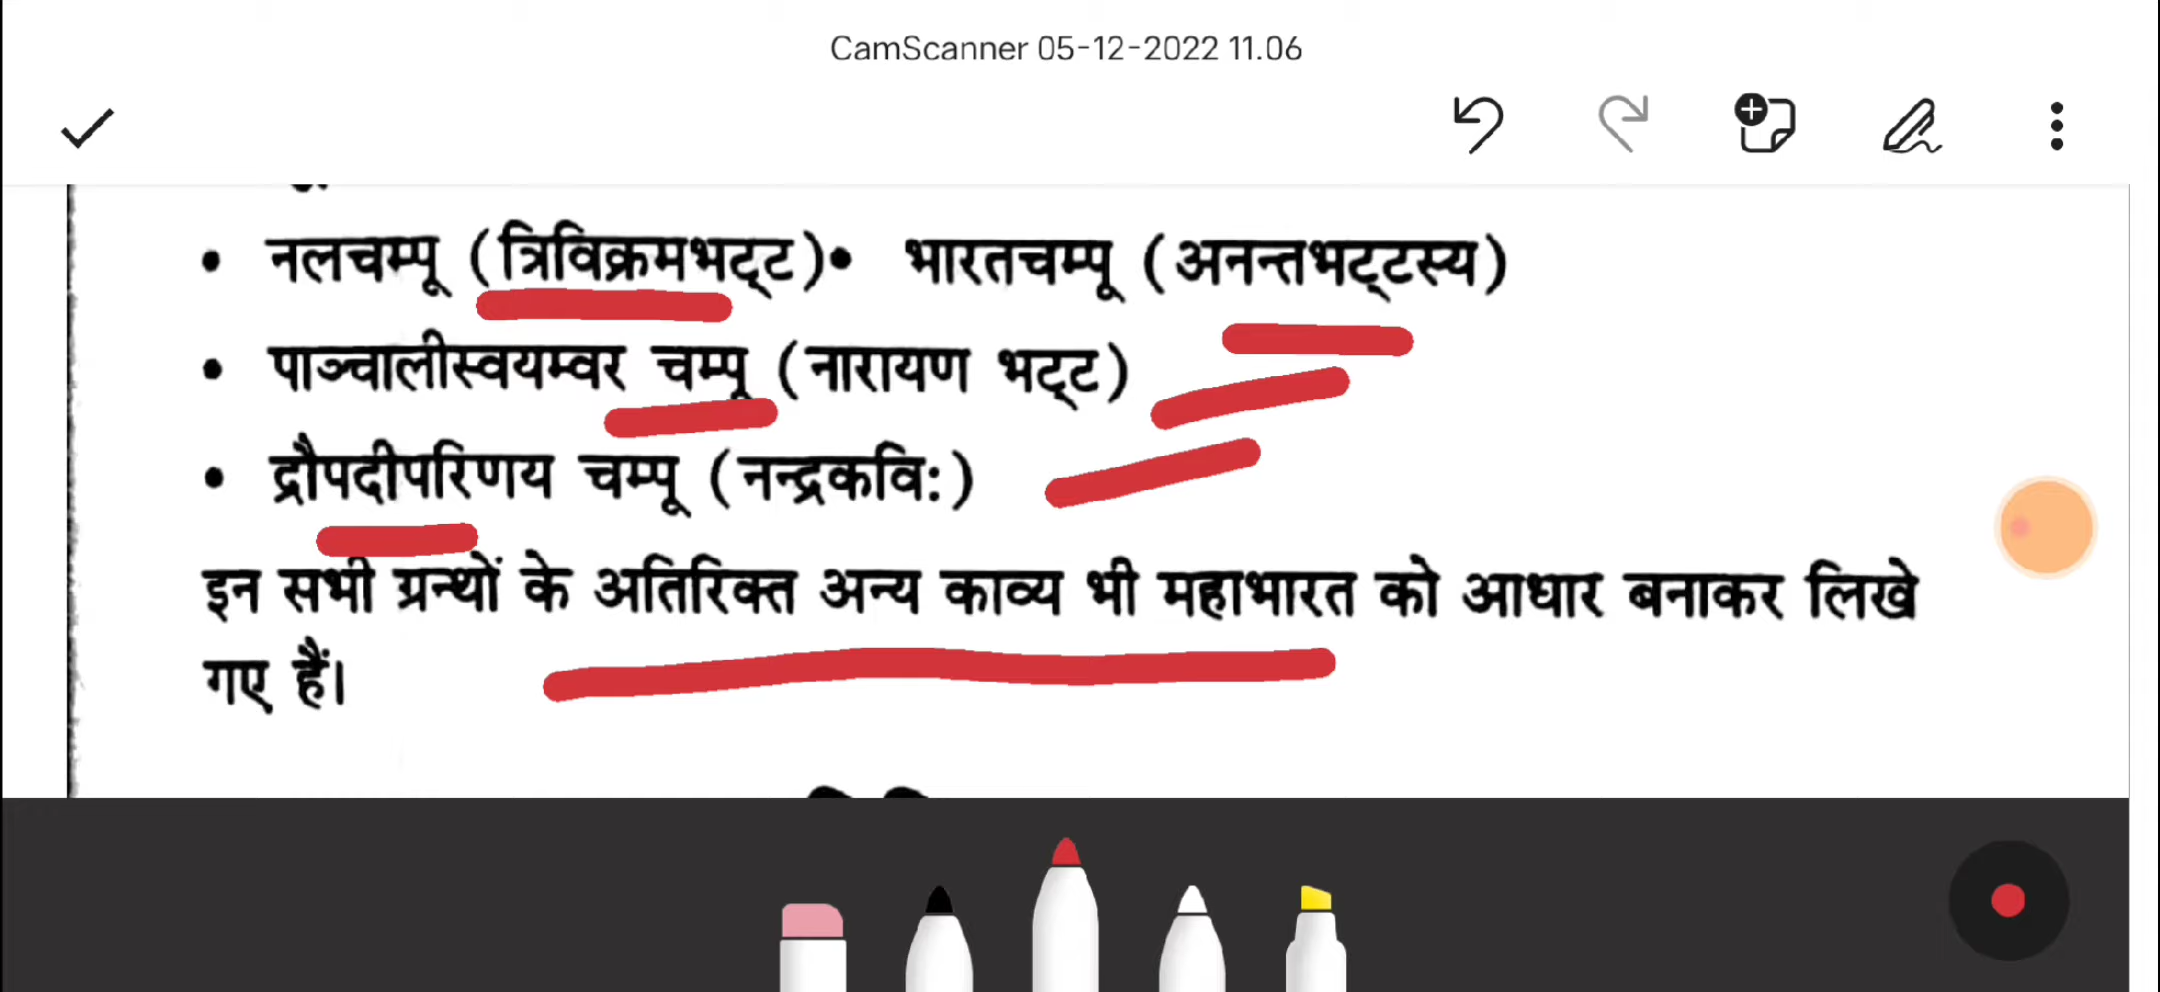 CamScanner 05-12-2022 11.06
• नलचम्पू (त्रिविक्रमभट्ट)• भारतचम्पू (अनन्तभट्टस्य)
• पाञ्चालीस्वयम्वर चम्पू (नारायण भट्ट)
• द्रौपदीपरिणय चम्पू (नन्द्रकवि:)
इन सभी ग्रन्थों के अतिरिक्त अन्य काव्य भी महाभारत को आधार बनाकर लिखे
गए हैं।